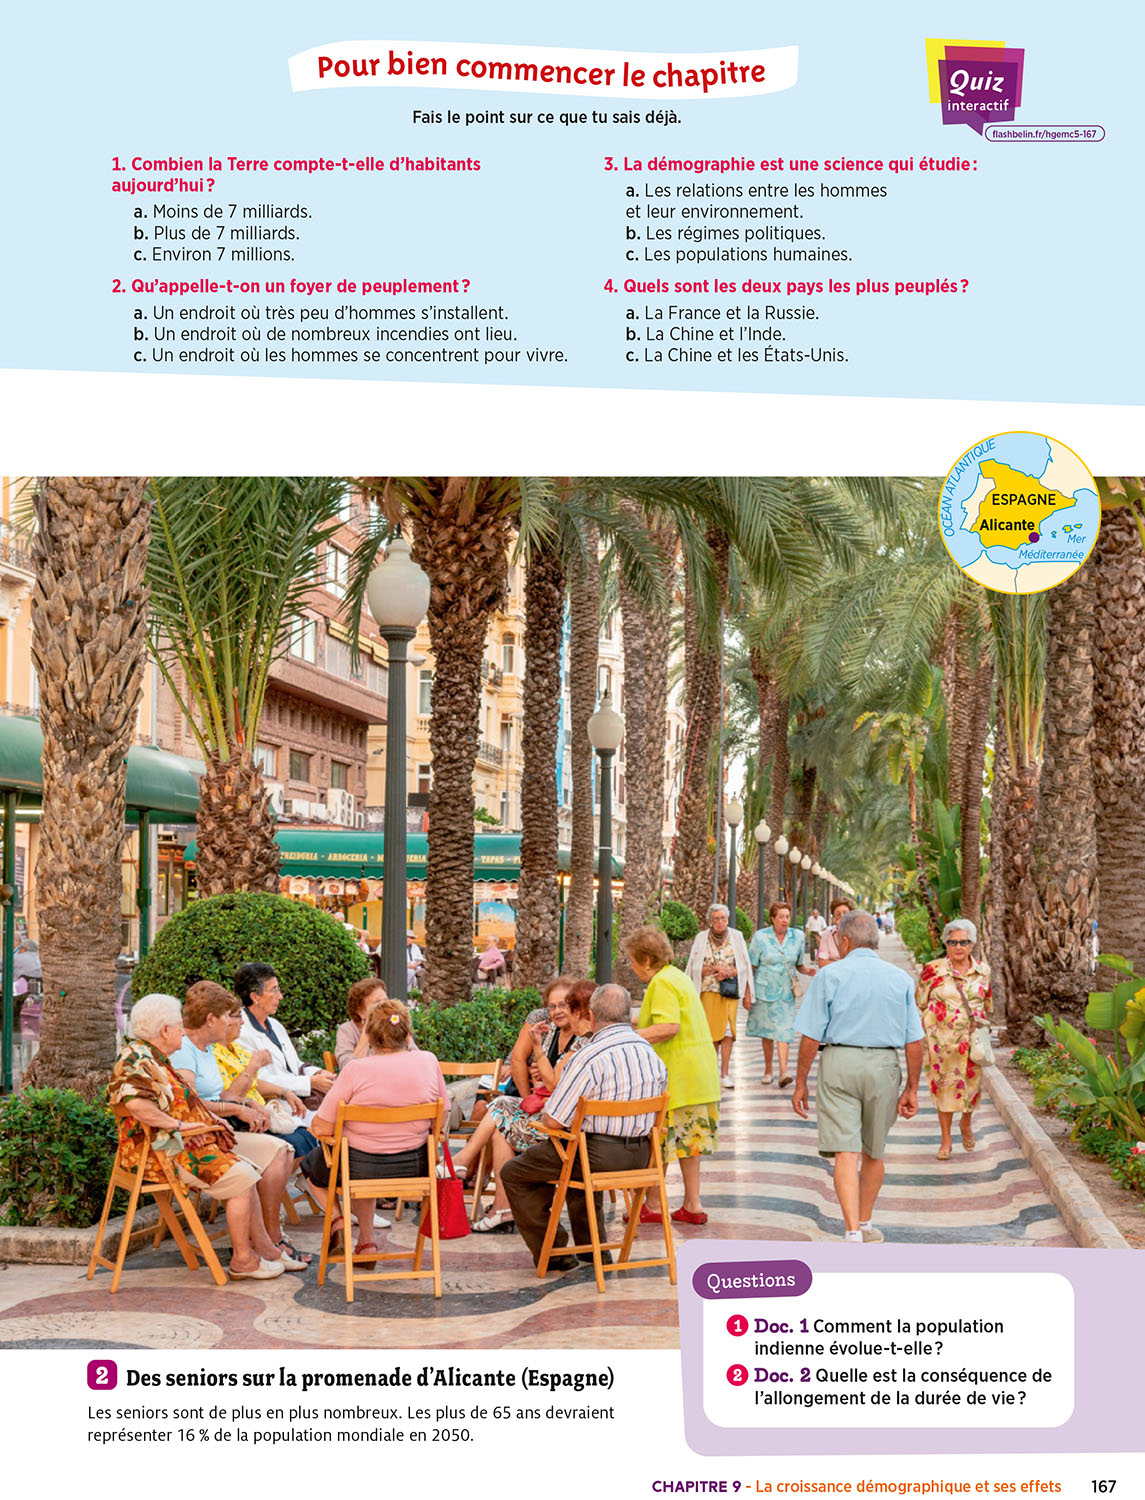 Pour bien commencer le chapitre
Fais le point sur ce que tu sais déjà.
Quiz
interactif
flashbelin.fr/hgemc5-167
1. Combien la Terre compte-t-elle d'habitants
aujourd'hui ?
a. Moins de 7 milliards.
b. Plus de 7 milliards.
c. Environ 7 millions.
2. Qu'appelle-t-on un foyer de peuplement ?
a. Un endroit où très peu d'hommes s'installent.
b. Un endroit où de nombreux incendies ont lieu.
c. Un endroit où les hommes se concentrent pour vivre.
3. La démographie est une science qui étudie :
a. Les relations entre les hommes
et leur environnement.
b. Les régimes politiques.
c. Les populations humaines.
4. Quels sont les deux pays les plus peuplés ?
a. La France et la Russie.
b. La Chine et l'Inde.
c. La Chine et les États-Unis.
OCÉAN ATLANTIQUE
ESPAGNE
Alicante
Mer
Méditerranée
ARROCERIA
TAPAS
2 Des seniors sur la promenade d'Alicante (Espagne)
Les seniors sont de plus en plus nombreux. Les plus de 65 ans devraient
représenter 16 % de la population mondiale en 2050.
Questions
1 Doc. 1 Comment la population
indienne évolue-t-elle ?
2 Doc. 2 Quelle est la conséquence de
l'allongement de la durée de vie ?
CHAPITRE 9 - La croissance démographique et ses effets
167